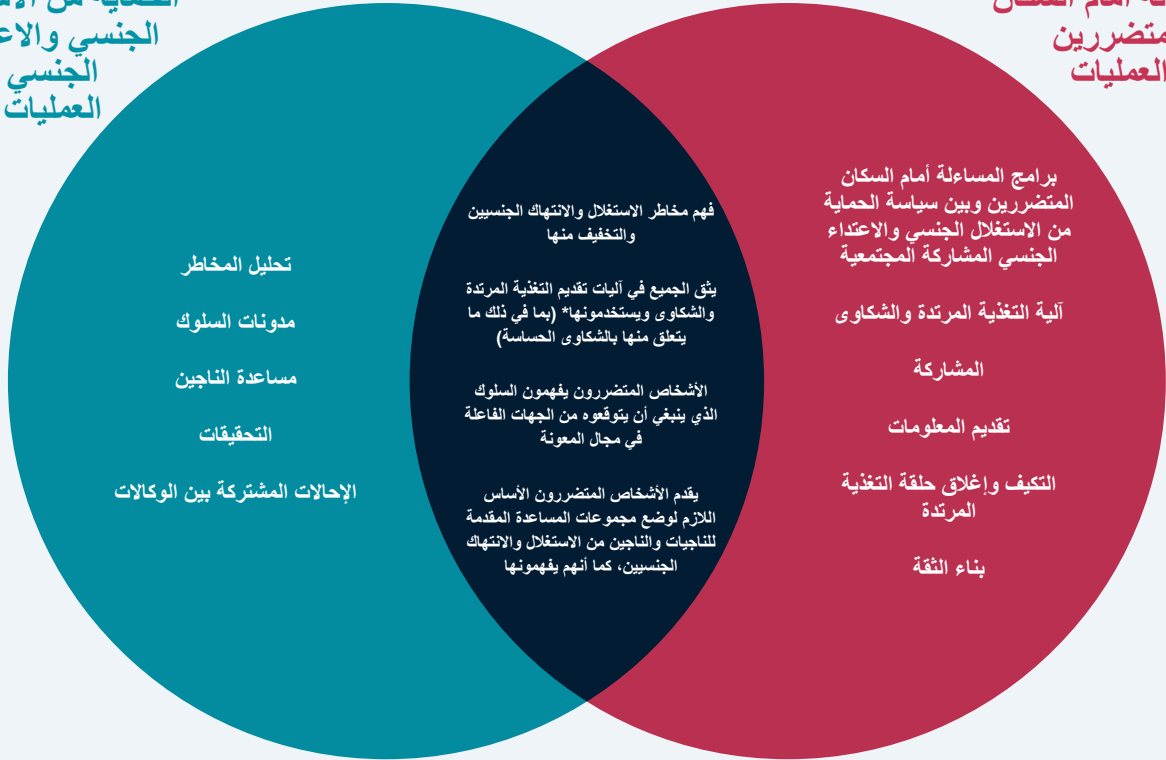 أمام السكان
متضررين
العمليات
الحماية من
الجنسي
الجنسي
العمليات
برامج المساءلة أمام السكان
المتضررين وبين سياسة الحماية
من الاستغلال الجنسي والاعتداء
الجنسي المشاركة المجتمعية
آلية التغذية المرتدة والشكاوى
المشاركة
تقديم المعلومات
التكيف وإغلاق حلقة التغذية
المرتدة
بناء الثقة
فهم مخاطر الاستغلال والانتهاك الجنسيين
والتخفيف منها
يثق الجميع في آليات تقديم التغذية المرتدة
والشكاوى ويستخدمونها* (بما في ذلك ما
يتعلق منها بالشكاوى الحساسة)
الأشخاص المتضررون يفهمون السلوك
الذي ينبغي أن يتوقعوه من الجهات الفاعلة
في مجال المعونة
يقدم الأشخاص المتضررون الأساس
اللازم لوضع مجموعات المساعدة المقدمة
للناجيات والناجين من الاستغلال والانتهاك
الجنسيين، كما أنهم يفهمونها
تحليل المخاطر
مدونات السلوك
مساعدة الناجين
التحقيقات
الإحالات المشتركة بين الوكالات